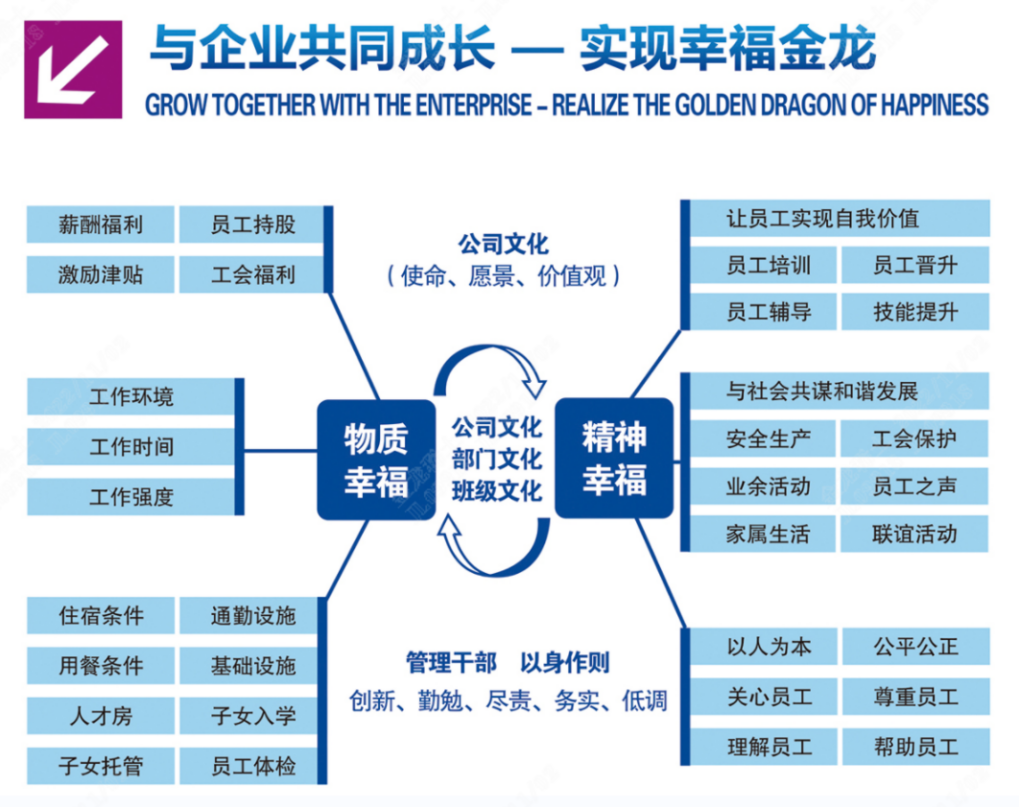 与企业共同成长 — 实现幸福金龙
GROW TOGETHER WITH THE ENTERPRISE – REALIZE THE GOLDEN DRAGON OF HAPPINESS
薪酬福利 员工持股
激励津贴 工会福利
工作环境
工作时间
工作强度
住宿条件 通勤设施
用餐条件 基础设施
人才房 子女入学
子女托管 员工体检
物质
幸福
公司文化
(使命、愿景、价值观)
公司文化
部门文化
班级文化
管理干部 以身作则
创新、勤勉、尽责、务实、低调
精神
幸福
让员工实现自我价值
员工培训 员工晋升
员工辅导 技能提升
与社会共谋和谐发展
安全生产 工会保护
业余活动 员工之声
家属生活 联谊活动
以人为本 公平公正
关心员工 尊重员工
理解员工 帮助员工